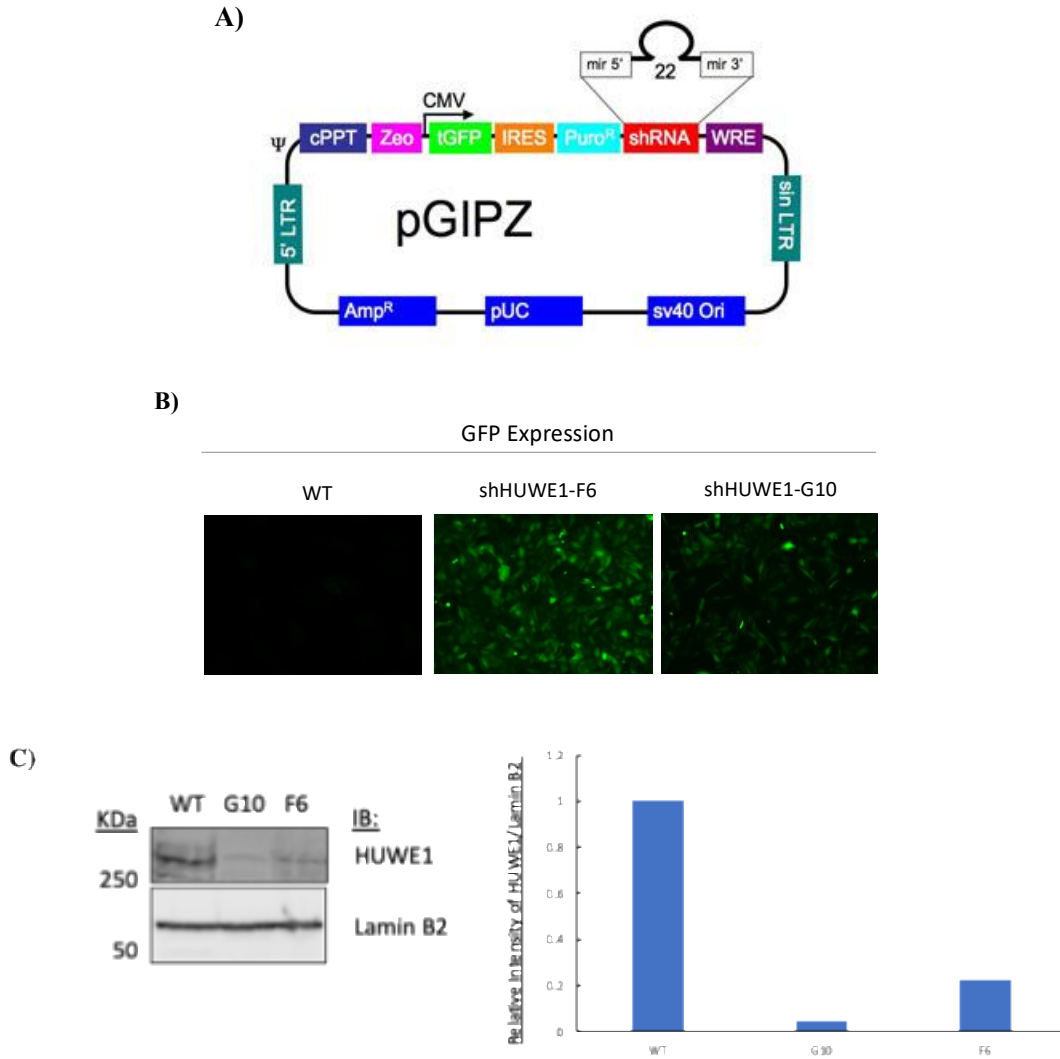 A)
mir 5' 22 mir 3'
CMV
Ψ cPPT Zeo tGFP IRES Puroᴿ shRNA WRE
5' LTR
pGIPZ
sin LTR
Ampᴿ pUC sv40 Ori
B)
GFP Expression
WT shHUWE1-F6 shHUWE1-G10
C)
WT G10 F6
KDa IB:
HUWE1
250
Lamin B2
50
Relative Intensity of HUWE1/ Lamin B2
1.2
1
0.8
0.6
0.4
0.2
0
WT G10 F6